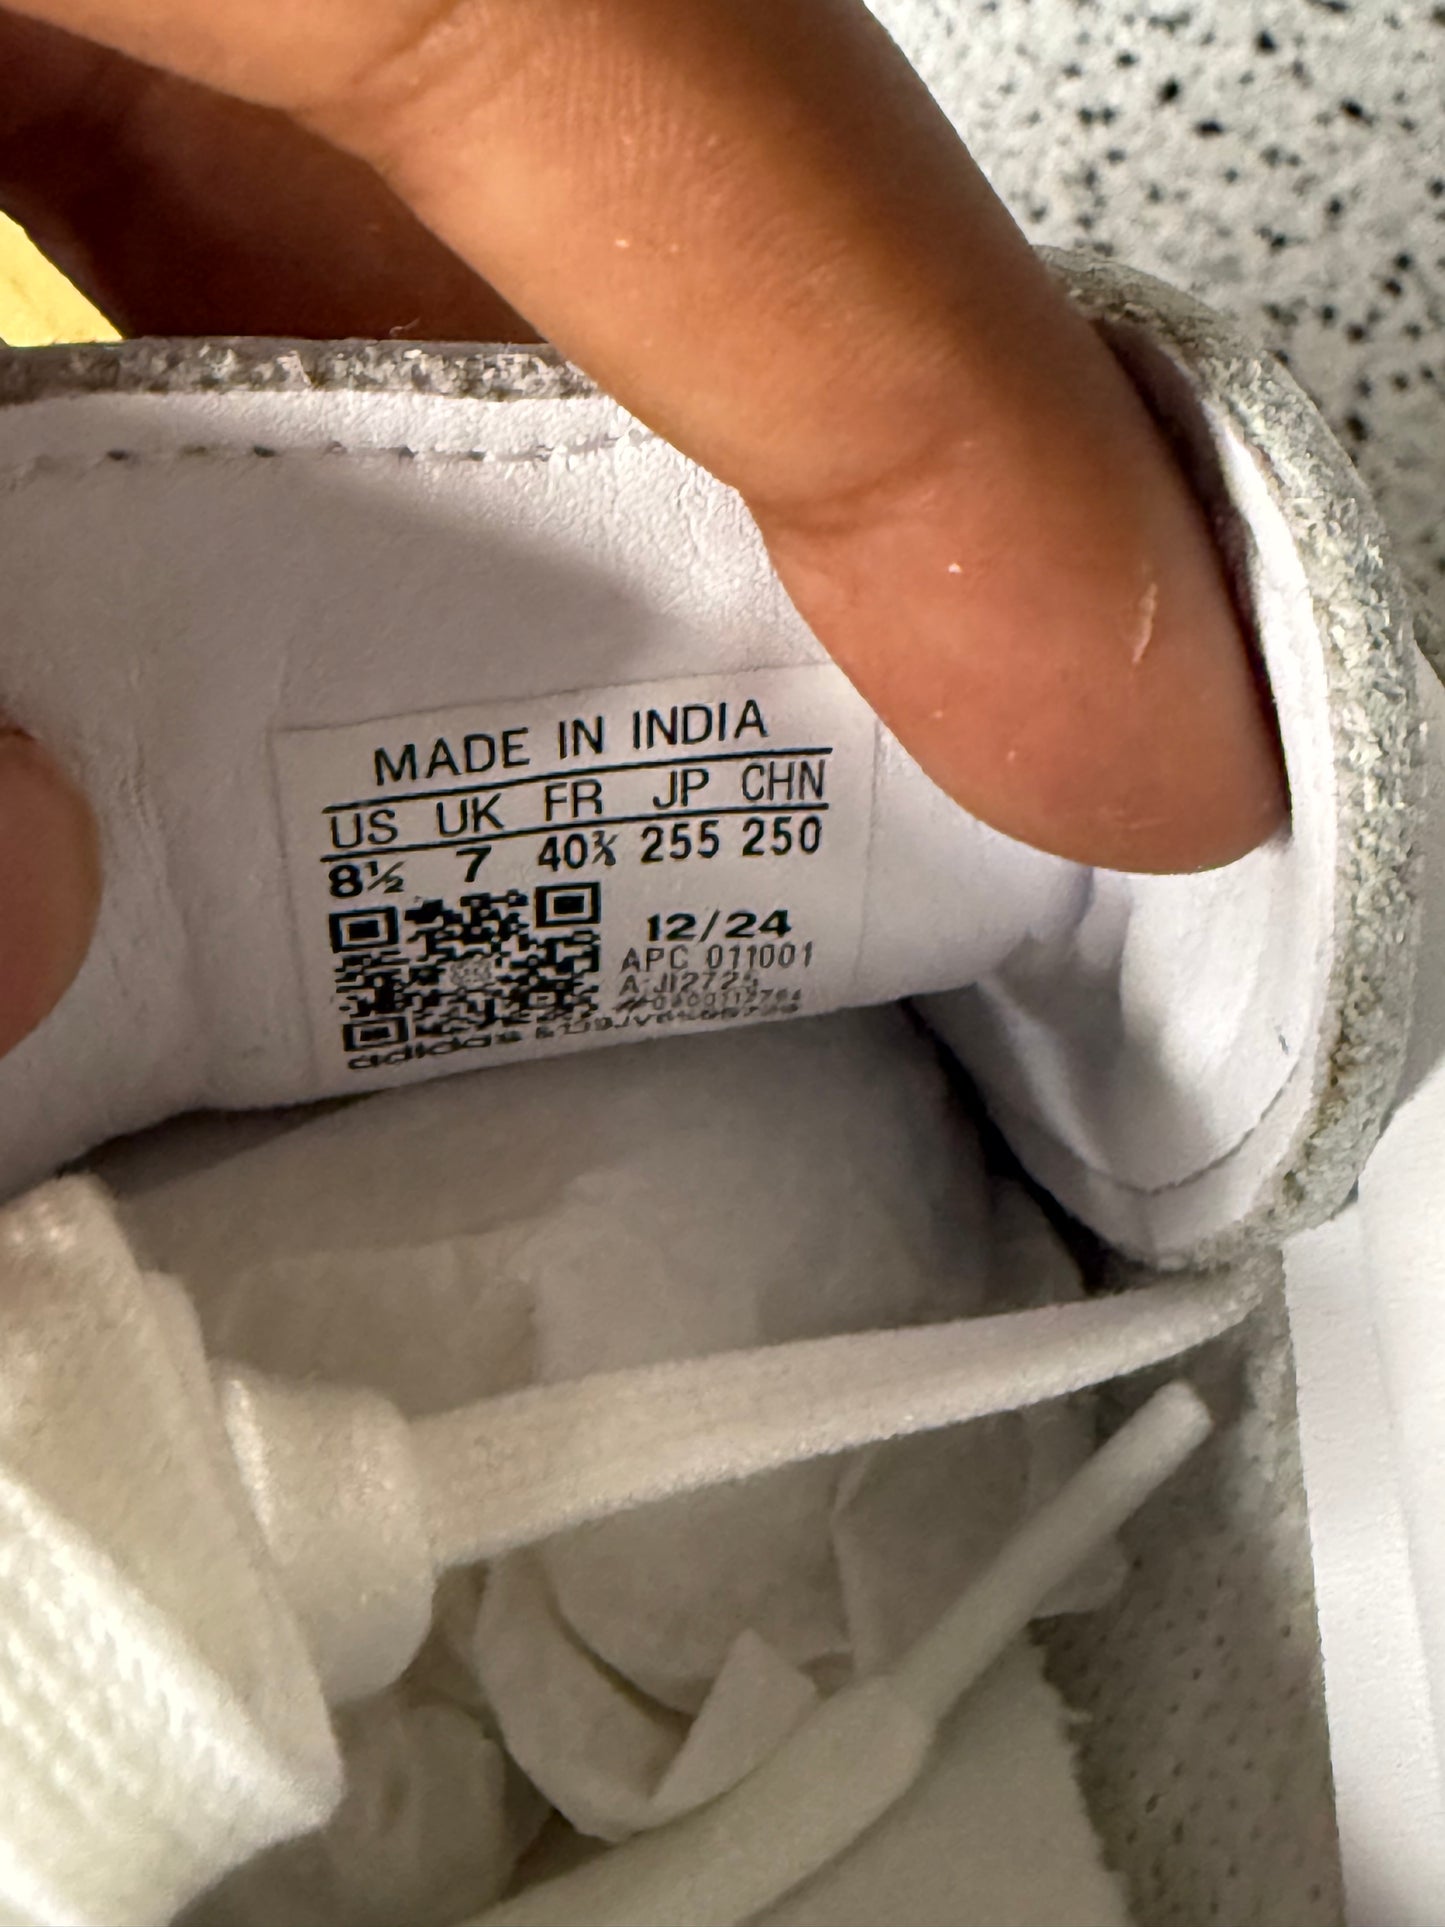 MADE IN INDIA
US UK FR JP CHN
8½ 7 40⅔ 255 250
12/24
APC 011001
adidas